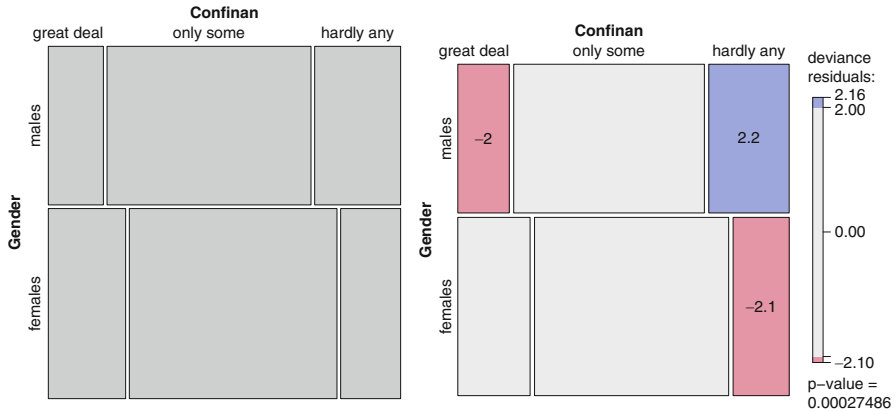 Confinan
great deal only some hardly any
males
females
Gender
Confinan
great deal only some hardly any
males
females
Gender
−2
2.2
−2.1
deviance
residuals:
2.16
2.00
0.00
−2.10
p−value =
0.00027486